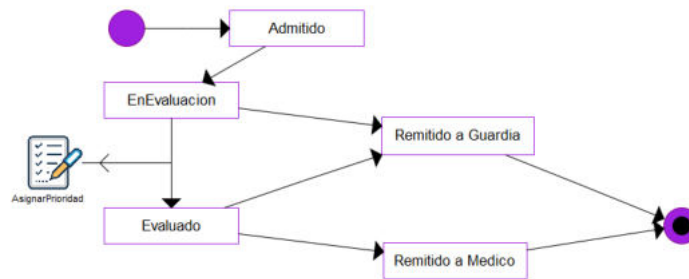 Admitido
EnEvaluacion
Remitido a Guardia
AsignarPrioridad
Evaluado
Remitido a Medico